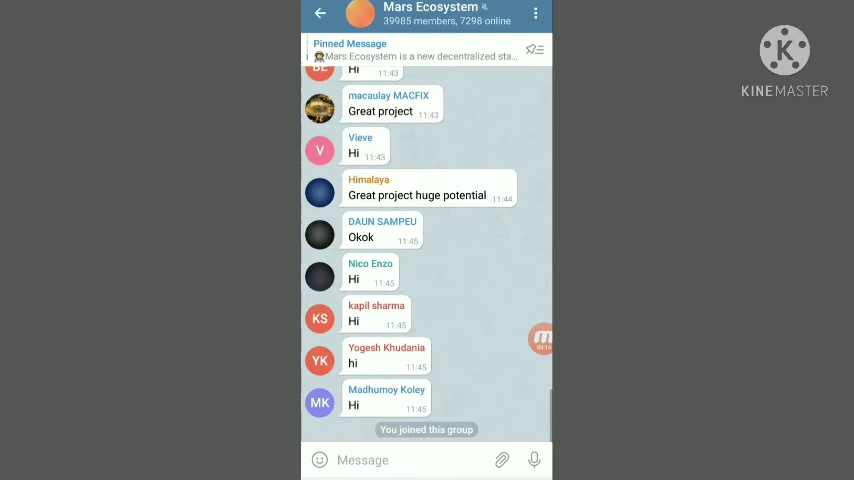 Mars Ecosystem
39985 members, 7298 online
Pinned Message
Mars Ecosystem is a new decentralized sta...
BE
Hi
11:43
macaulay MACFIX
Great project 11:43
Vieve
V
Hi 11:43
Himalaya
Great project huge potential 11:44
DAUN SAMPEU
Okok 11:45
Nico Enzo
Hi 11:45
kapil sharma
KS
Hi 11:45
Yogesh Khudania
YK
hi 11:45
Madhumoy Koley
MK
Hi 11:45
You joined this group
Message
K
KINEMASTER